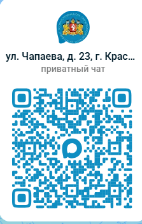 ул. Чапаева, д. 23, г. Крас...
приватный чат